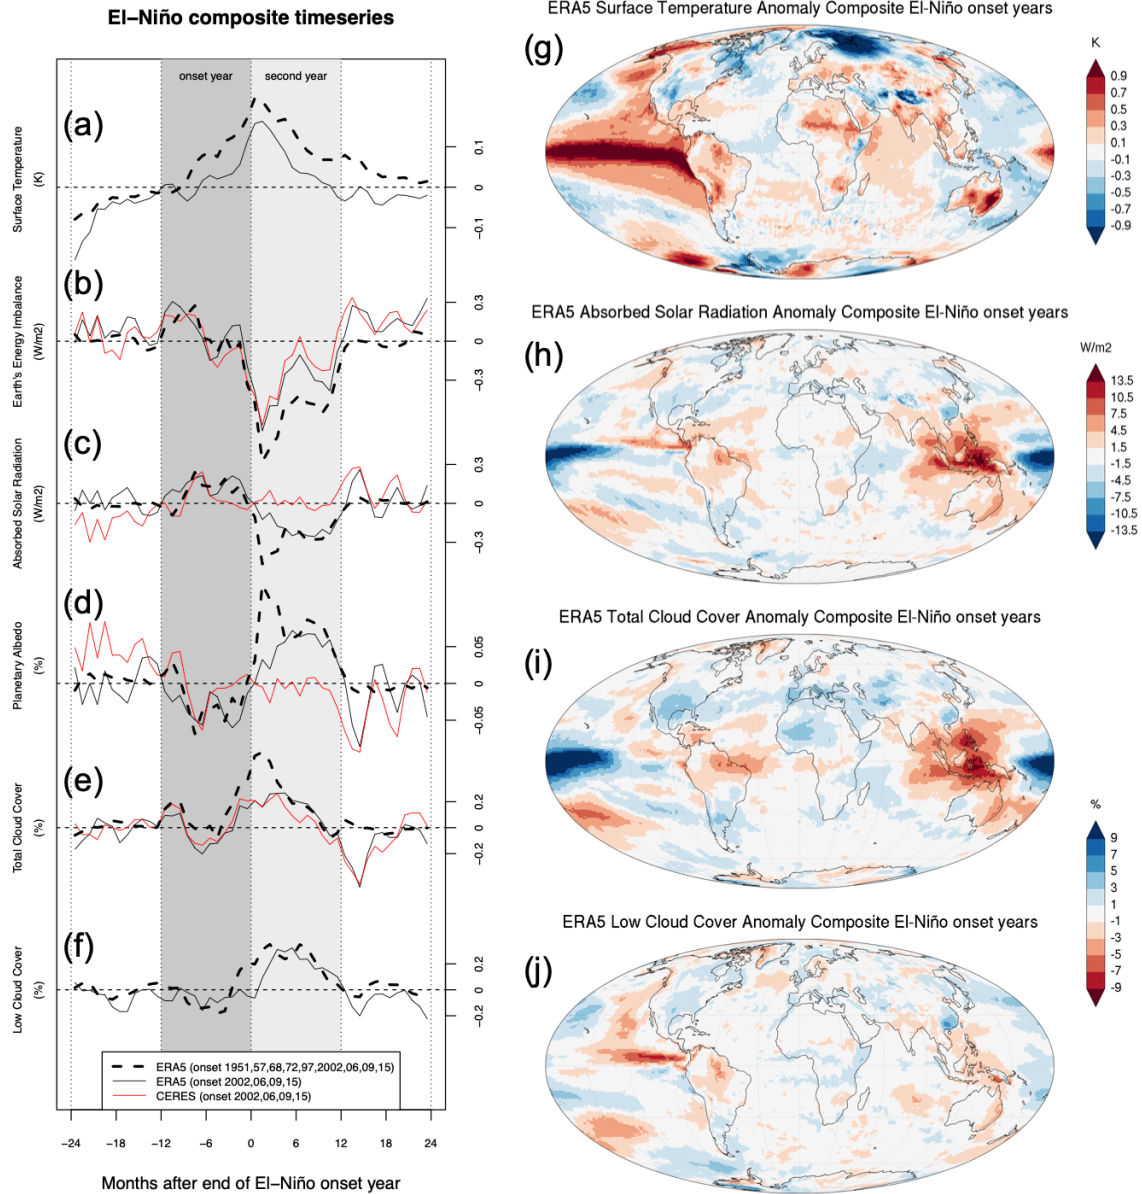 El−Niño composite timeseries
onset year
second year
(a)
Surface Temperature
(K)
0.1
0
−0.1
(b)
Earth's Energy Imbalance
(W/m2)
0.3
0
−0.3
(c)
Absorbed Solar Radiation
(W/m2)
0.3
0
−0.3
(d)
Planetary Albedo
(%)
0.05
0
−0.05
(e)
Total Cloud Cover
(%)
0.2
0
−0.2
(f)
Low Cloud Cover
(%)
0.2
0
−0.2
ERA5 (onset 1951,57,68,72,97,2002,06,09,15)
ERA5 (onset 2002,06,09,15)
CERES (onset 2002,06,09,15)
−24 −18 −12 −6 0 6 12 18 24
Months after end of El−Niño onset year
ERA5 Surface Temperature Anomaly Composite El-Niño onset years
(g)
K
0.9
0.7
0.5
0.3
0.1
-0.1
-0.3
-0.5
-0.7
-0.9
ERA5 Absorbed Solar Radiation Anomaly Composite El-Niño onset years
(h)
W/m2
13.5
10.5
7.5
4.5
1.5
-1.5
-4.5
-7.5
-10.5
-13.5
ERA5 Total Cloud Cover Anomaly Composite El-Niño onset years
(i)
%
9
7
5
3
1
-1
-3
-5
-7
-9
ERA5 Low Cloud Cover Anomaly Composite El-Niño onset years
(j)